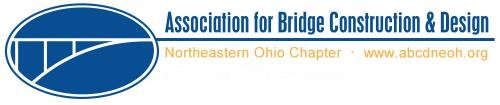 Association for Bridge Construction & Design
Northeastern Ohio Chapter · www.abcdneoh.org